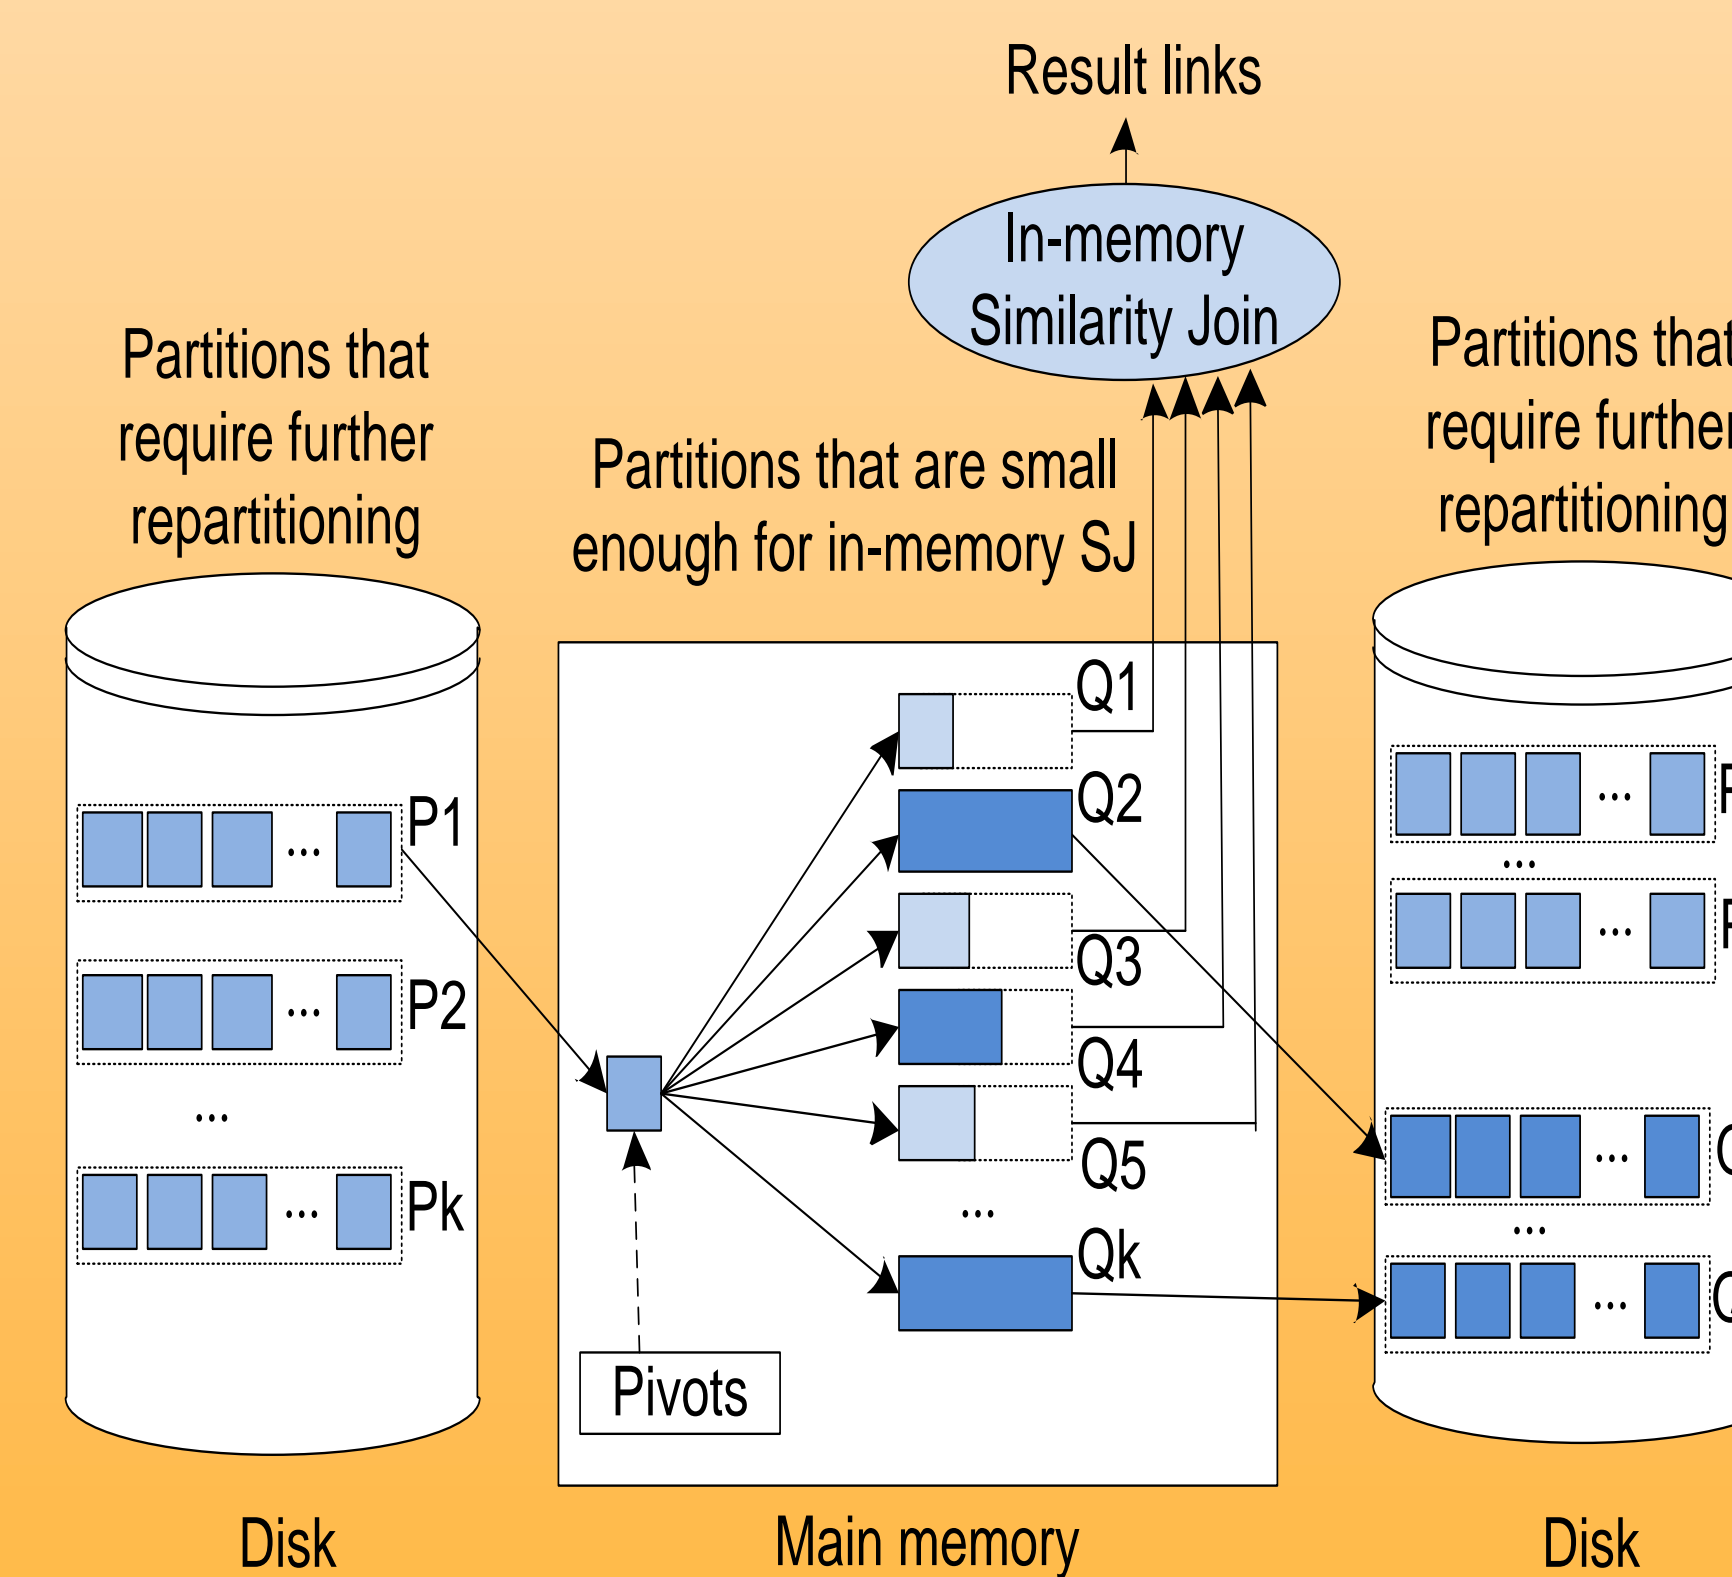 Result links
In-memory
Similarity Join
Partitions that
require further
repartitioning
Partitions that are small
enough for in-memory SJ
Partitions that
require further
repartitioning
P1
...
P2
...
...
Pk
...
Q1
Q2
Q3
Q4
Q5
...
Qk
Pivots
...
...
...
...
...
...
Disk
Main memory
Disk